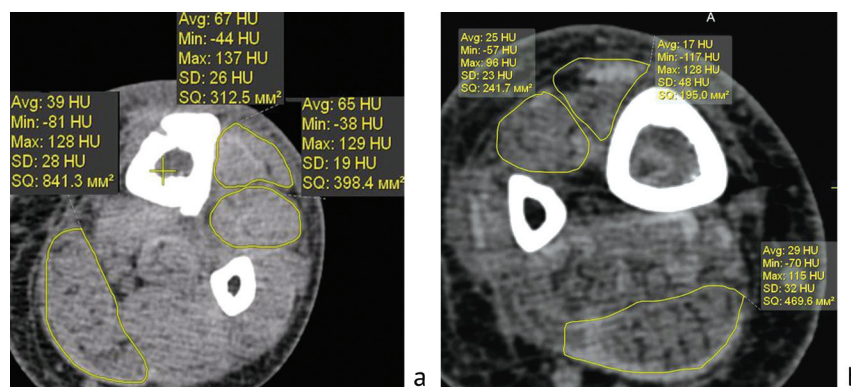 Avg: 67 HU
Min: -44 HU
Max: 137 HU
SD: 26 HU
SQ: 312.5 мм²
Avg: 39 HU
Min: -81 HU
Max: 128 HU
SD: 28 HU
SQ: 841.3 мм²
Avg: 65 HU
Min: -38 HU
Max: 129 HU
SD: 19 HU
SQ: 398.4 мм²
a
A
Avg: 25 HU
Min: -57 HU
Max: 96 HU
SD: 23 HU
SQ: 241.7 мм²
Avg: 17 HU
Min: -117 HU
Max: 128 HU
SD: 48 HU
SQ: 195.0 мм²
Avg: 29 HU
Min: -70 HU
Max: 115 HU
SD: 32 HU
SQ: 469.6 мм²